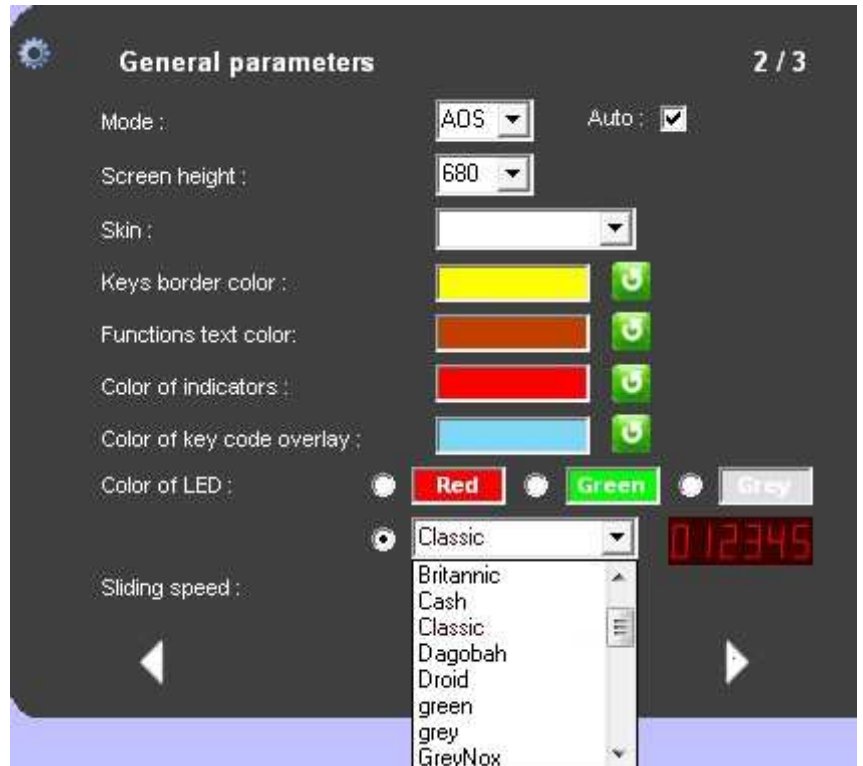 General parameters 2 / 3
Mode : AOS Auto :
Screen height : 680
Skin :
Keys border color :
Functions text color:
Color of indicators :
Color of key code overlay :
Color of LED : Red Green Grey
Classic 012345
Sliding speed :
Britannic
Cash
Classic
Dagobah
Droid
green
grey
GreyNox